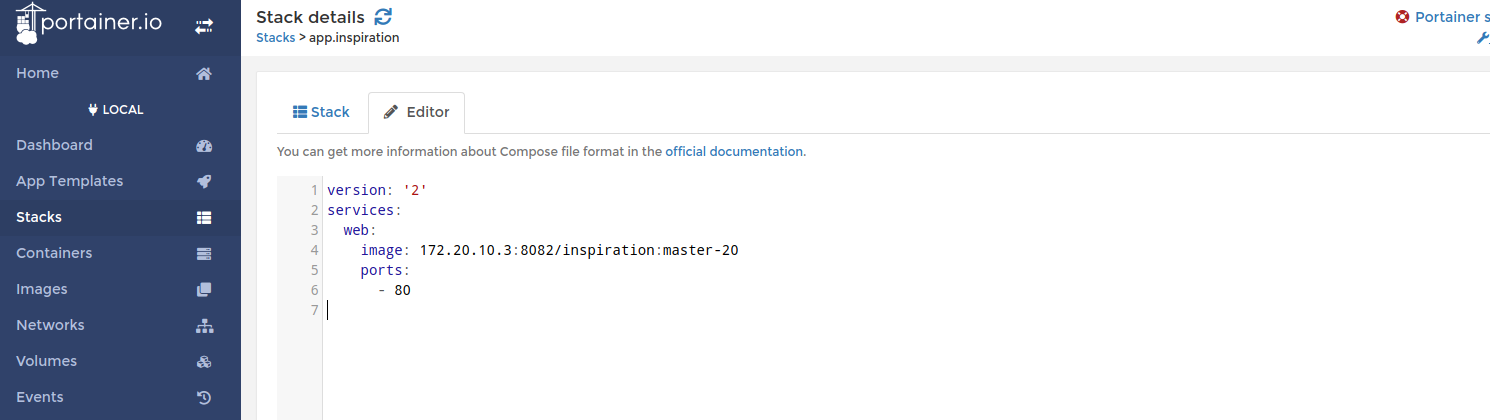 portainer.io
Home
LOCAL
Dashboard
App Templates
Stacks
Containers
Images
Networks
Volumes
Events
Stack details
Stacks > app.inspiration
Portainer s
Stack
Editor
You can get more information about Compose file format in the official documentation.
1 version: '2'
2 services:
3 web:
4 image: 172.20.10.3:8082/inspiration:master-20
5 ports:
6 - 80
7